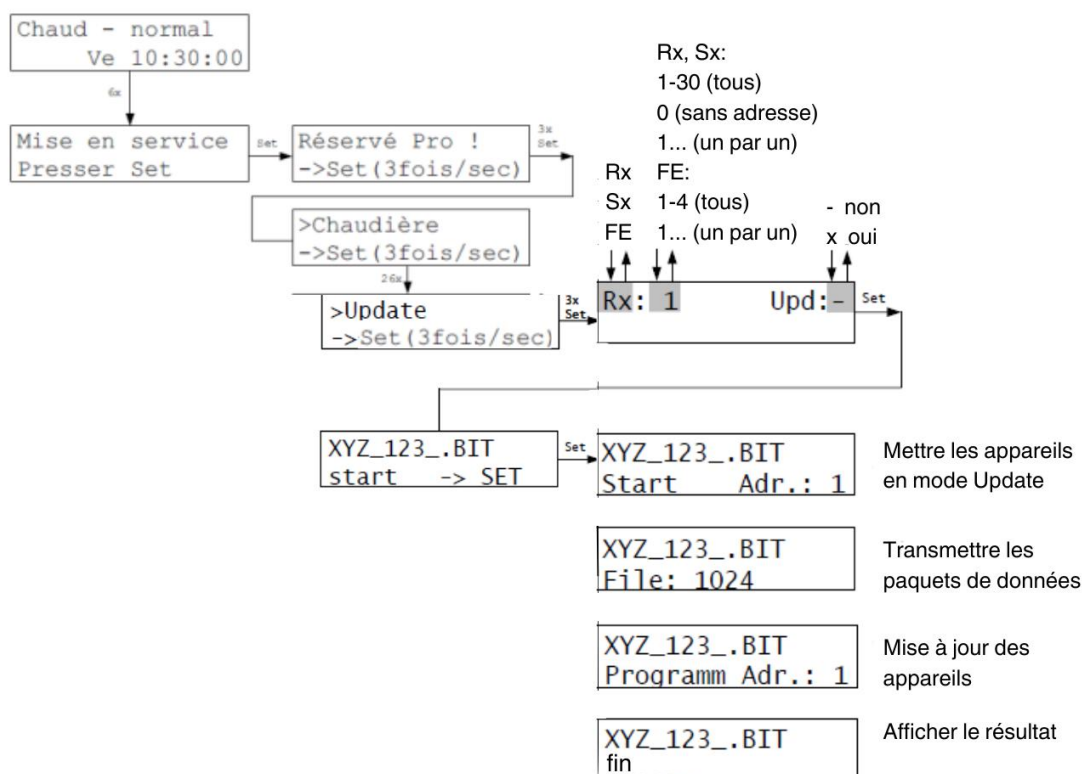 Chaud - normal
Ve 10:30:00
6x
Mise en service
Presser Set
Set
Réservé Pro !
->Set(3fois/sec)
3x
Set
>Chaudière
->Set(3fois/sec)
26x
>Update
->Set(3fois/sec)
3x
Set
Rx, Sx:
1-30 (tous)
0 (sans adresse)
1... (un par un)
Rx FE:
Sx 1-4 (tous)
FE 1... (un par un)
- non
x oui
Rx: 1 Upd:-
Set
XYZ_123_.BIT
start -> SET
Set
XYZ_123_.BIT
Start Adr.: 1
Mettre les appareils
en mode Update
XYZ_123_.BIT
File: 1024
Transmettre les
paquets de données
XYZ_123_.BIT
Programm Adr.: 1
Mise à jour des
appareils
XYZ_123_.BIT
fin
Afficher le résultat